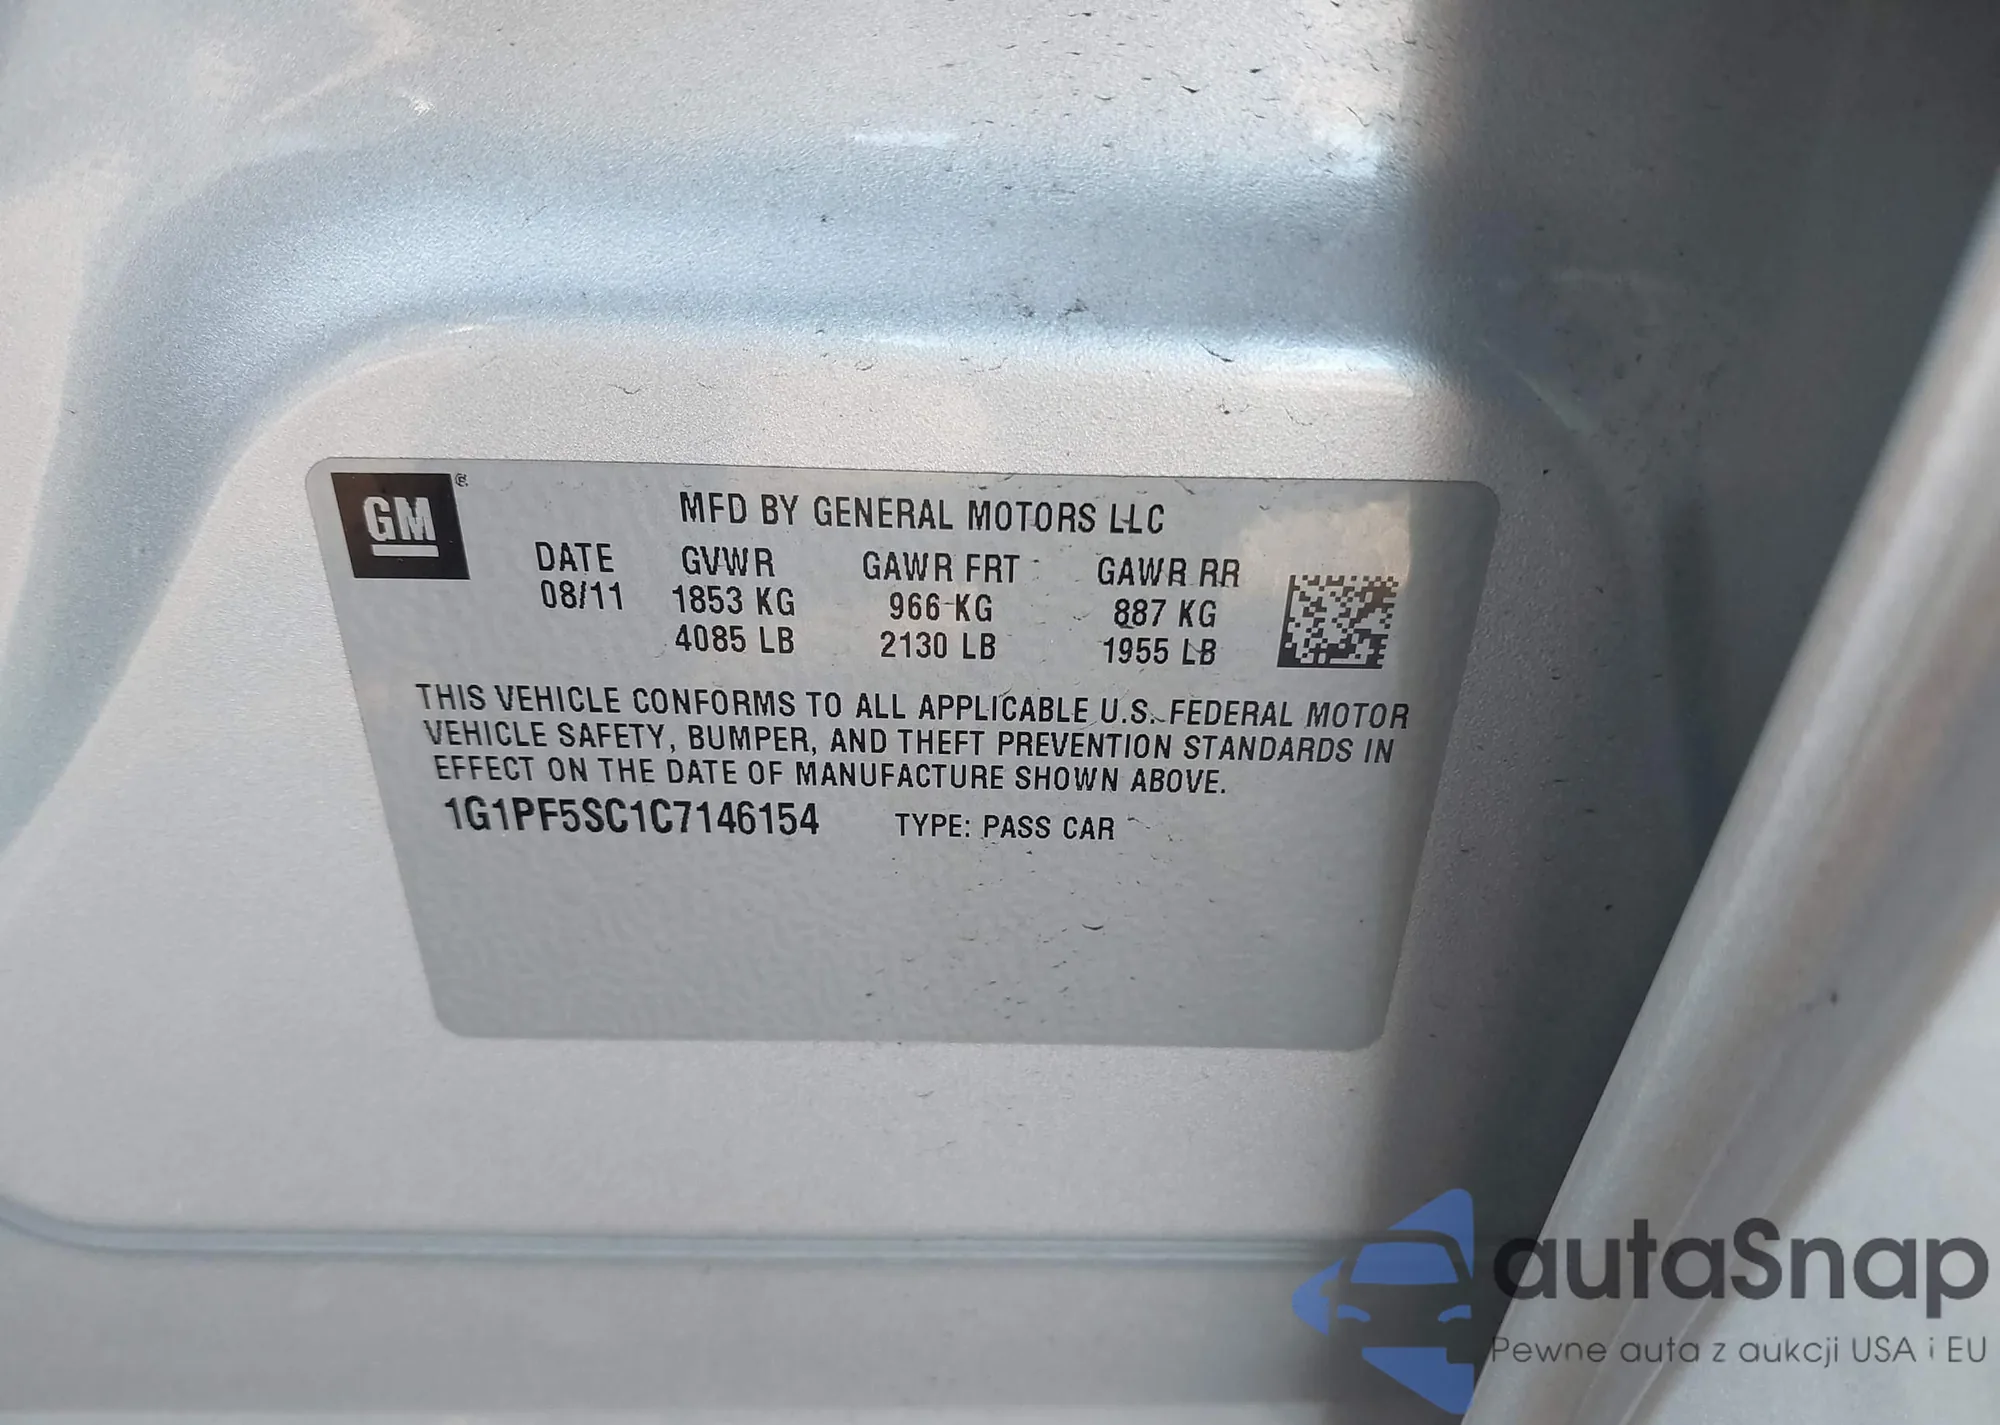 GM
MFD BY GENERAL MOTORS LLC
DATE GVWR GAWR FRT GAWR RR
08/11 1853 KG 966 KG 887 KG
4085 LB 2130 LB 1955 LB
THIS VEHICLE CONFORMS TO ALL APPLICABLE U.S. FEDERAL MOTOR
VEHICLE SAFETY, BUMPER, AND THEFT PREVENTION STANDARDS IN
EFFECT ON THE DATE OF MANUFACTURE SHOWN ABOVE.
1G1PF5SC1C7146154 TYPE: PASS CAR
autaSnap
Pewne auta z aukcji USA i EU